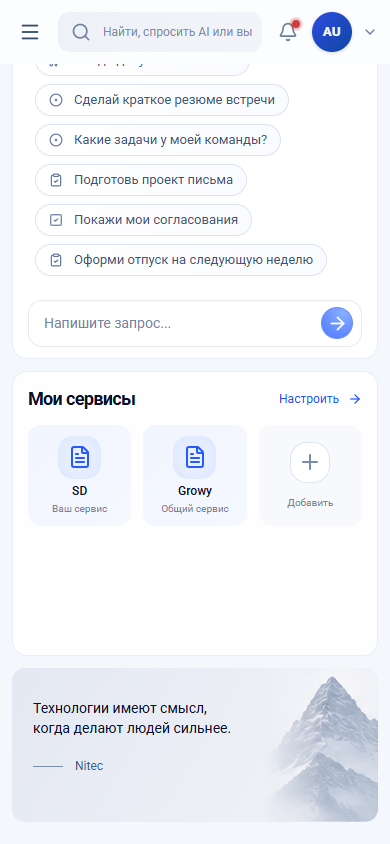 Найти, спросить AI или вы
AU
Сделай краткое резюме встречи
Какие задачи у моей команды?
Подготовь проект письма
Покажи мои согласования
Оформи отпуск на следующую неделю
Напишите запрос...
Мои сервисы
Настроить
SD
Ваш сервис
Growy
Общий сервис
Добавить
Технологии имеют смысл,
когда делают людей сильнее.
Nitec